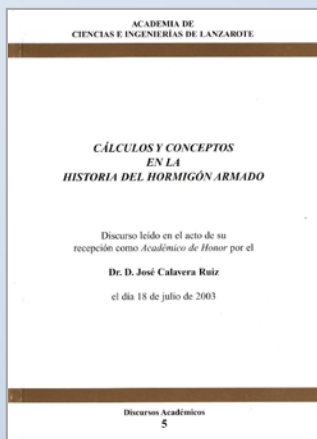 ACADEMIA DE
CIENCIAS E INGENIERÍAS DE LANZAROTE
CÁLCULOS Y CONCEPTOS
EN LA
HISTORIA DEL HORMIGÓN ARMADO
Discurso leído en el acto de su
recepción como Académico de Honor por el
Dr. D. José Calavera Ruiz
el día 18 de julio de 2003
Discursos Académicos
5